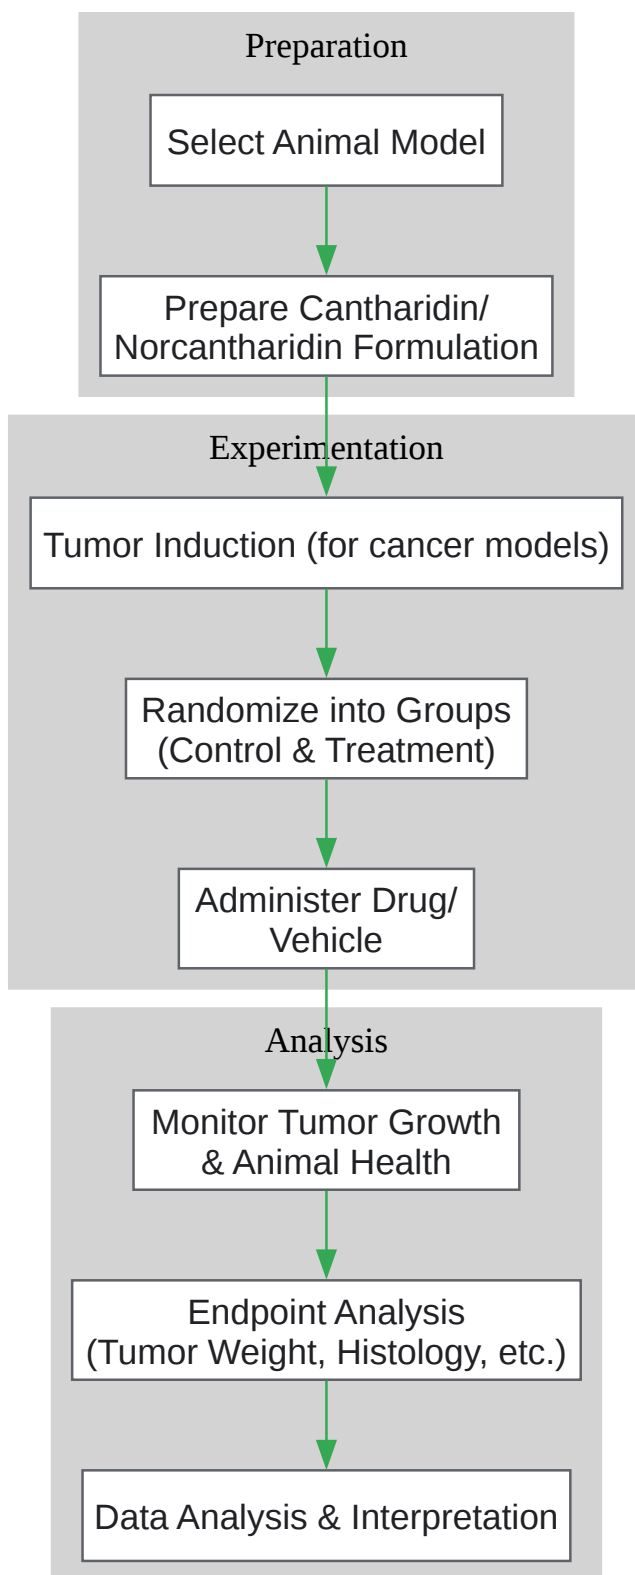 Preparation
Select Animal Model
Prepare Cantharidin/
Norcantharidin Formulation
Experimentation
Tumor Induction (for cancer models)
Randomize into Groups
(Control & Treatment)
Administer Drug/
Vehicle
Analysis
Monitor Tumor Growth
& Animal Health
Endpoint Analysis
(Tumor Weight, Histology, etc.)
Data Analysis & Interpretation